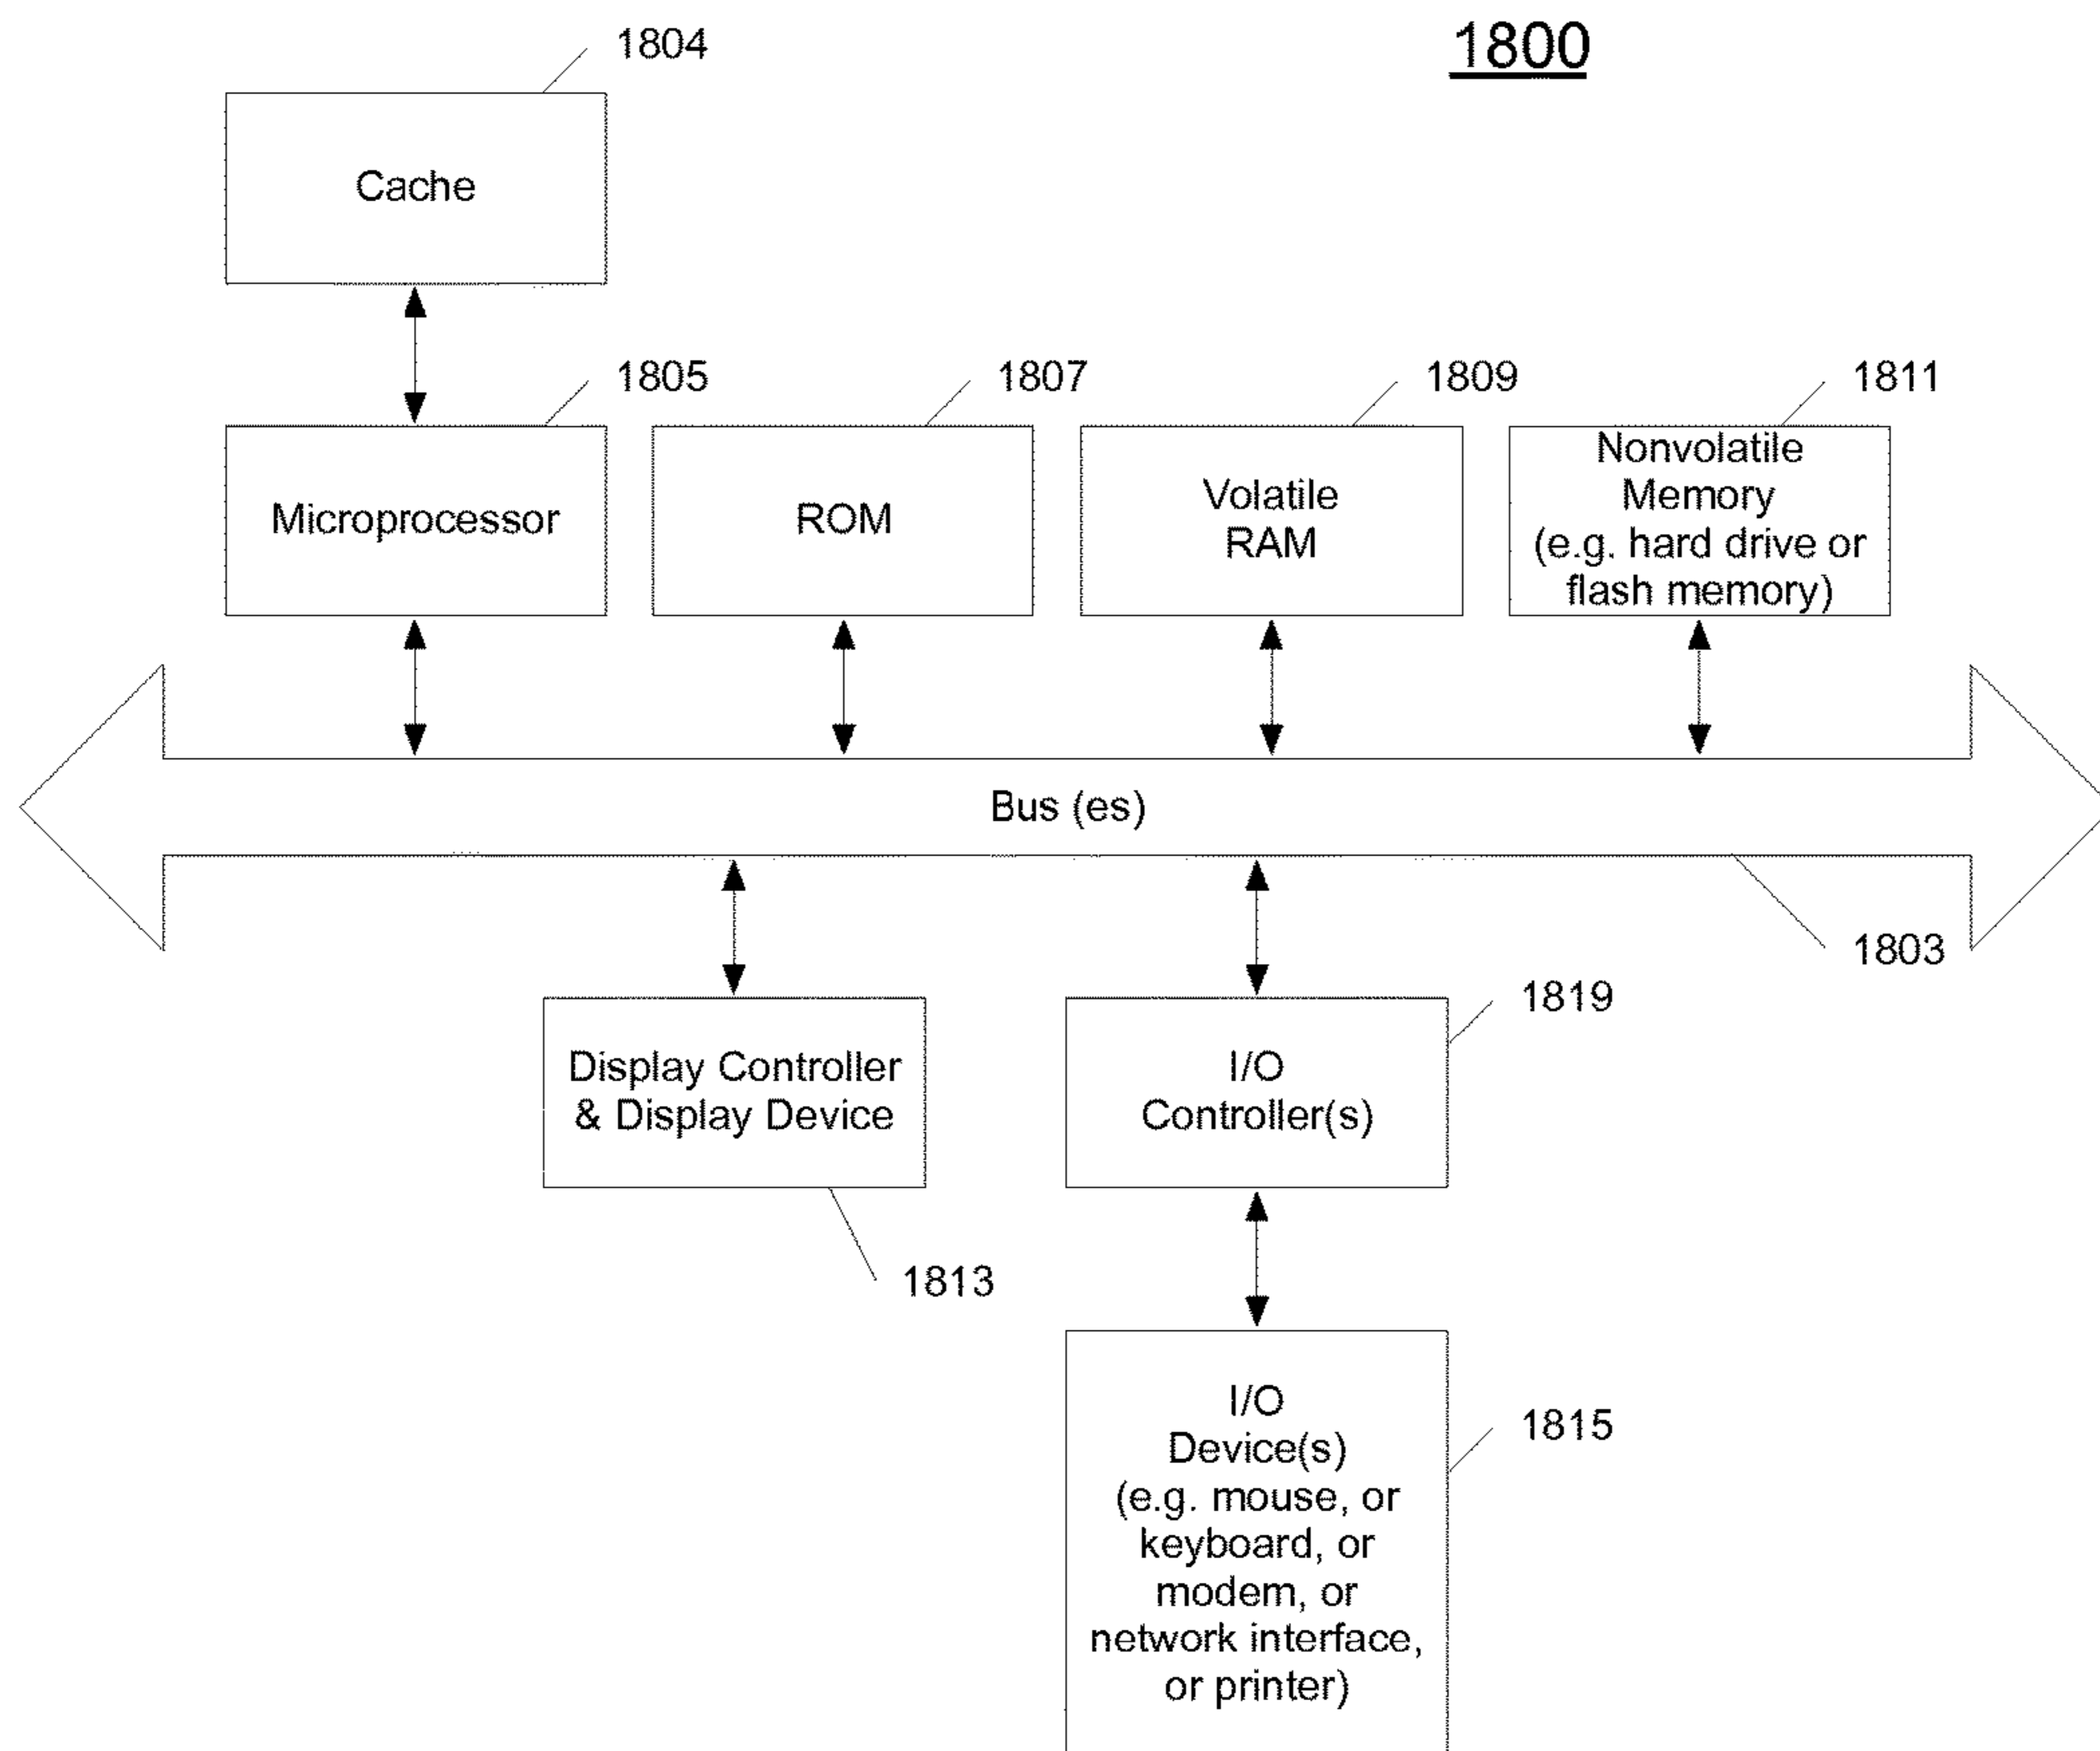 1800
1804
Cache
1805
1807
1809
1811
Microprocessor
ROM
Volatile
RAM
Nonvolatile
Memory
(e.g. hard drive or
flash memory)
Bus (es)
1803
Display Controller
& Display Device
1813
1819
I/O
Controller(s)
1815
I/O
Device(s)
(e.g. mouse, or
keyboard, or
modem, or
network interface,
or printer)